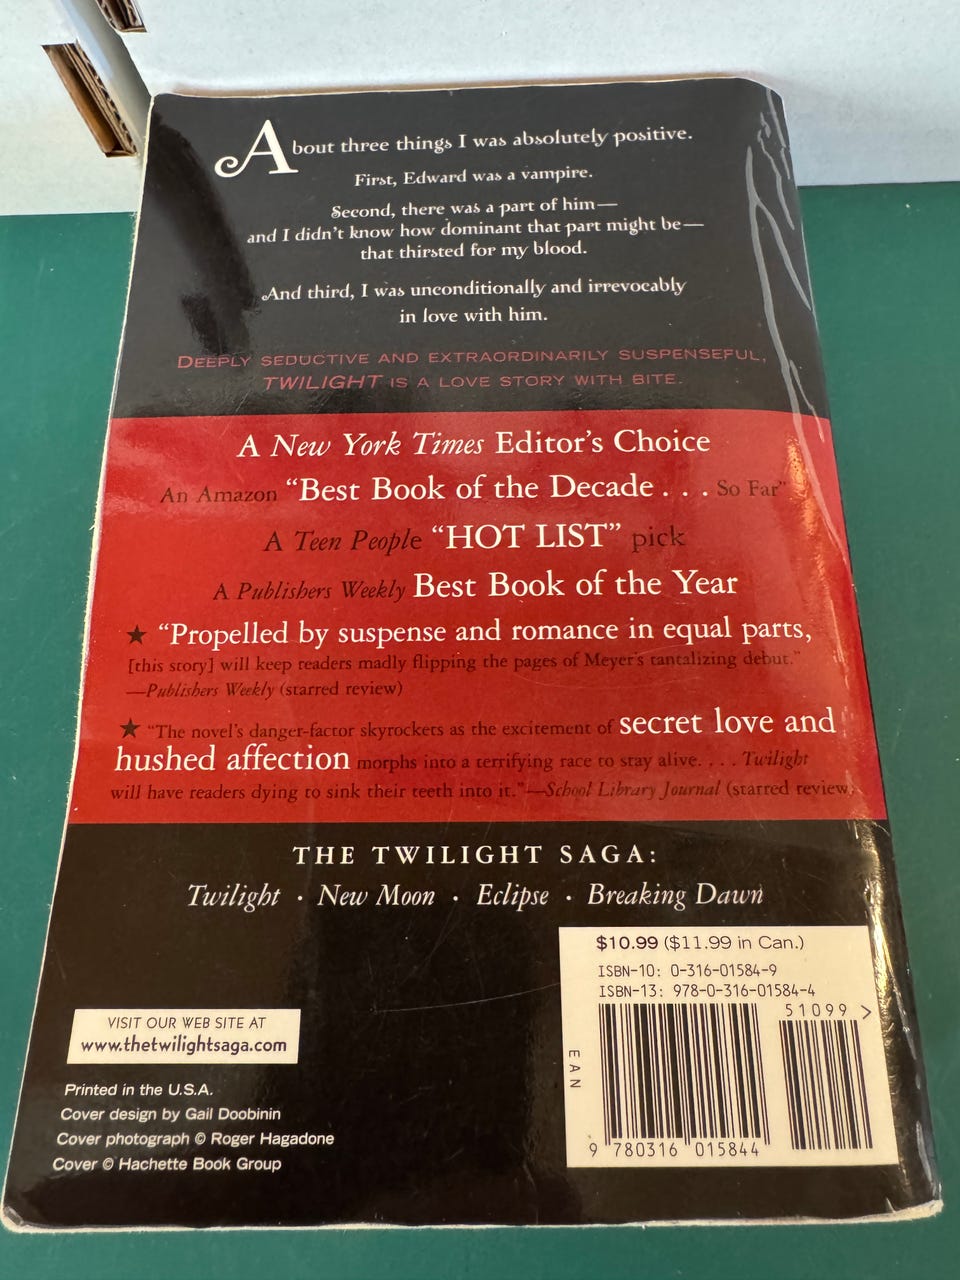 About three things I was absolutely positive.
First, Edward was a vampire.
Second, there was a part of him—
and I didn't know how dominant that part might be—
that thirsted for my blood.
And third, I was unconditionally and irrevocably
in love with him.
DEEPLY SEDUCTIVE AND EXTRAORDINARILY SUSPENSEFUL,
TWILIGHT IS A LOVE STORY WITH BITE.
A New York Times Editor's Choice
An Amazon “Best Book of the Decade . . . So Far”
A Teen People “HOT LIST” pick
A Publishers Weekly Best Book of the Year
★ “Propelled by suspense and romance in equal parts,
[this story] will keep readers madly flipping the pages of Meyer's tantalizing debut.”
—Publishers Weekly (starred review)
★ “The novel's danger-factor skyrockets as the excitement of secret love and
hushed affection morphs into a terrifying race to stay alive. . . . Twilight
will have readers dying to sink their teeth into it.”—School Library Journal (starred review)
THE TWILIGHT SAGA:
Twilight · New Moon · Eclipse · Breaking Dawn
$10.99 ($11.99 in Can.)
ISBN-10: 0-316-01584-9
ISBN-13: 978-0-316-01584-4
51099 >
EAN
9 780316 015844
VISIT OUR WEB SITE AT
www.thetwilightsaga.com
Printed in the U.S.A.
Cover design by Gail Doobinin
Cover photograph © Roger Hagadone
Cover © Hachette Book Group